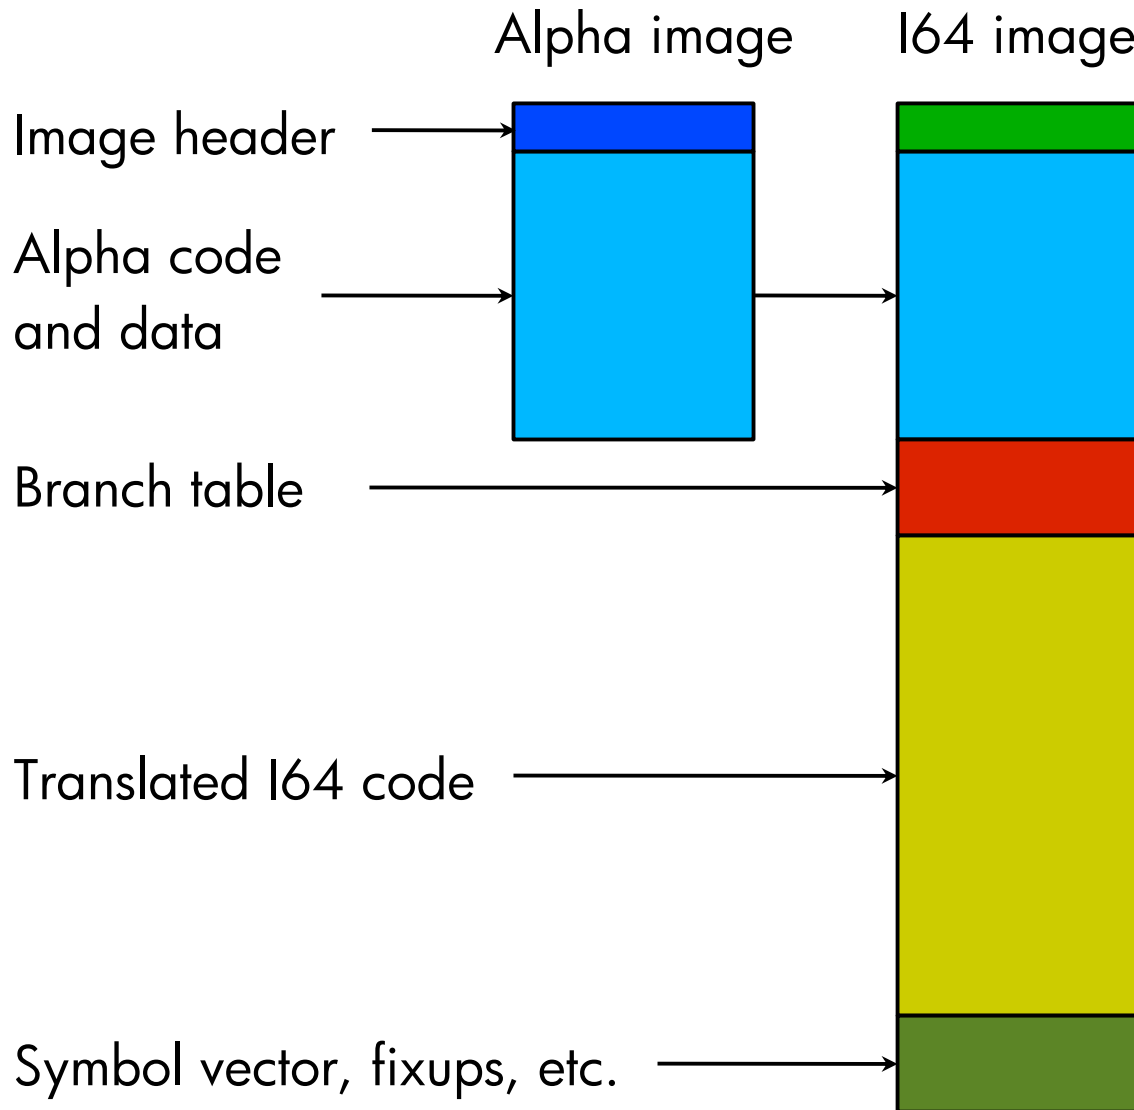 Alpha image
I64 image
Image header
Alpha code
and data
Branch table
Translated I64 code
Symbol vector, fixups, etc.